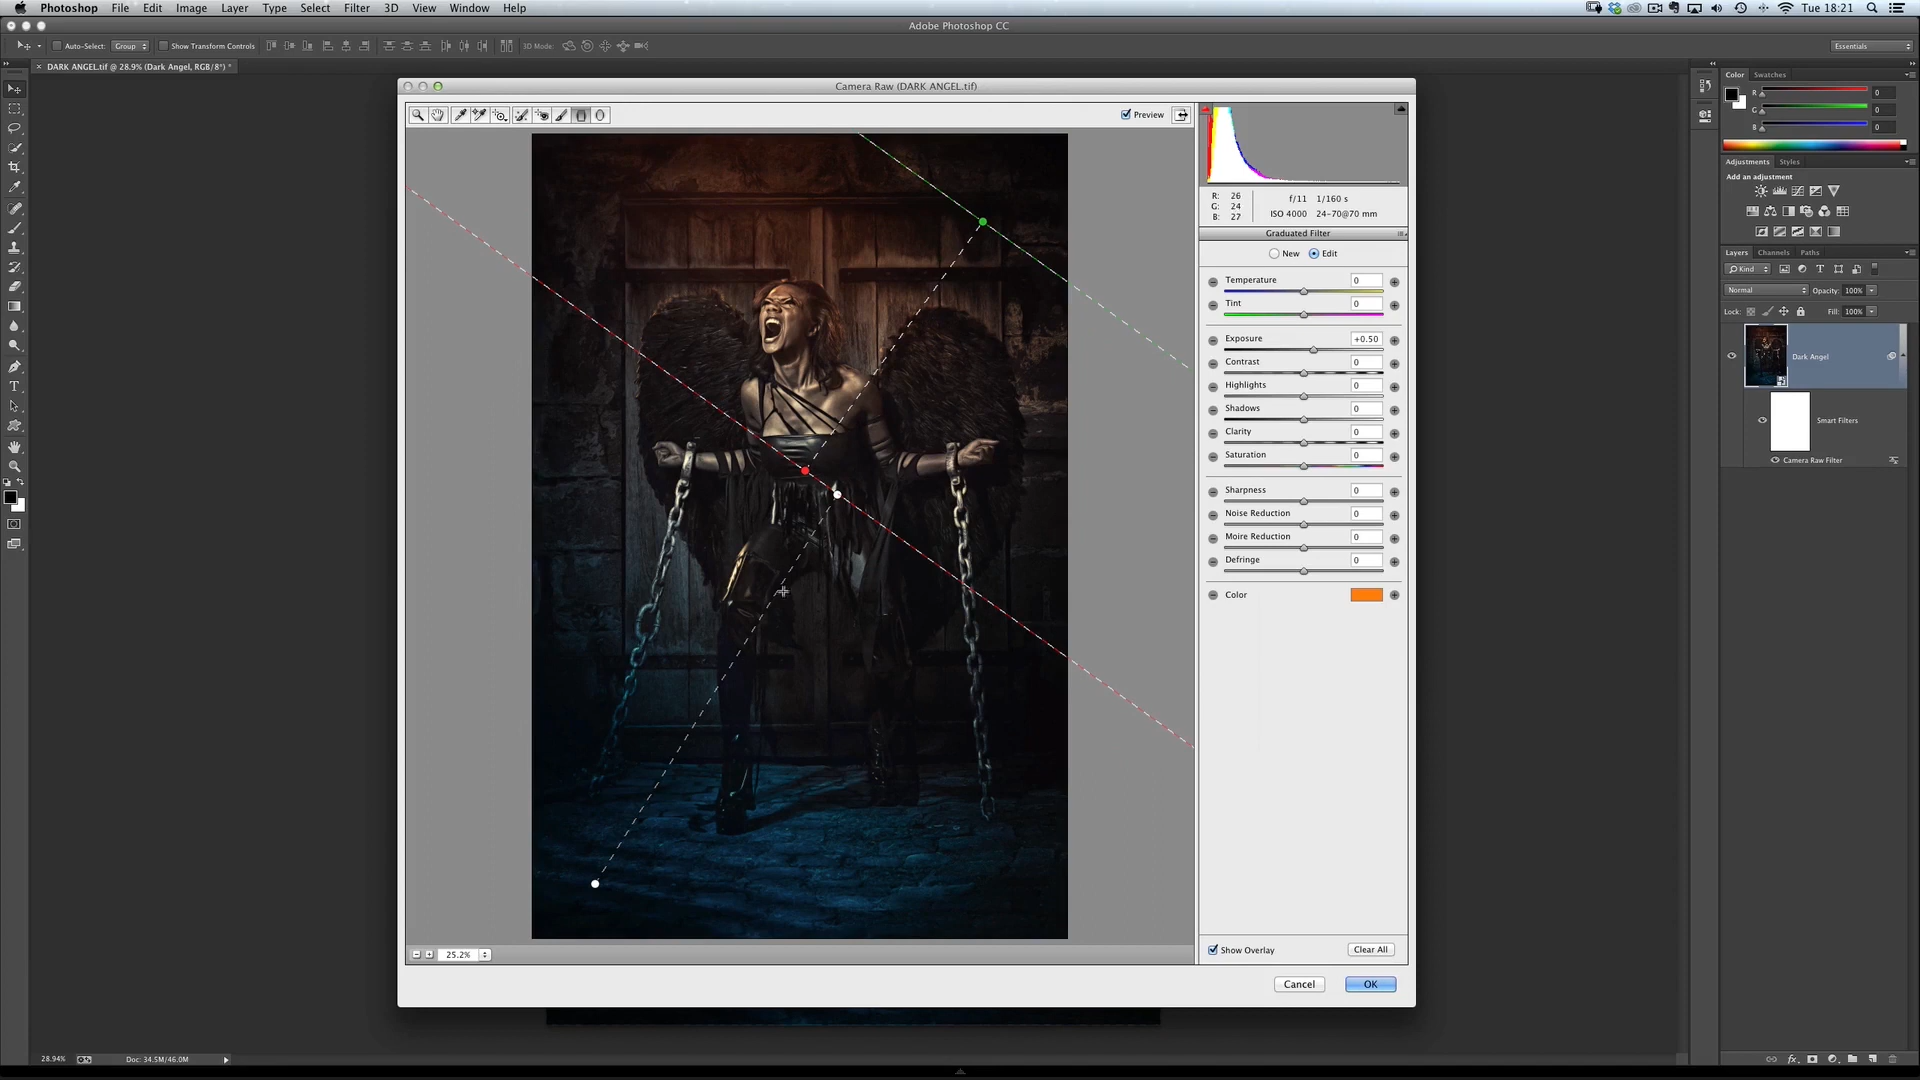 Photoshop File Edit Image Layer Type Select Filter 3D View Window Help
Tue 18:21
Adobe Photoshop CC
Auto-Select: Group Show Transform Controls 3D Mode: Essentials
DARK ANGEL.tif @ 28.9% (Dark Angel, RGB/8*) *
Camera Raw (DARK ANGEL.tif)
Preview
R: 26
G: 24
B: 27
f/11 1/160 s
ISO 4000 24-70@70 mm
Graduated Filter
New Edit
Temperature 0
Tint 0
Exposure +0.50
Contrast 0
Highlights 0
Shadows 0
Clarity 0
Saturation 0
Sharpness 0
Noise Reduction 0
Moire Reduction 0
Defringe 0
Color
Show Overlay Clear All
25.2%
Cancel OK
Color Swatches
R 0
G 0
B 0
Adjustments Styles
Add an adjustment
Layers Channels Paths
Kind
Normal Opacity: 100%
Lock: Fill: 100%
Dark Angel
Smart Filters
Camera Raw Filter
28.94% Doc: 34.5M/46.0M